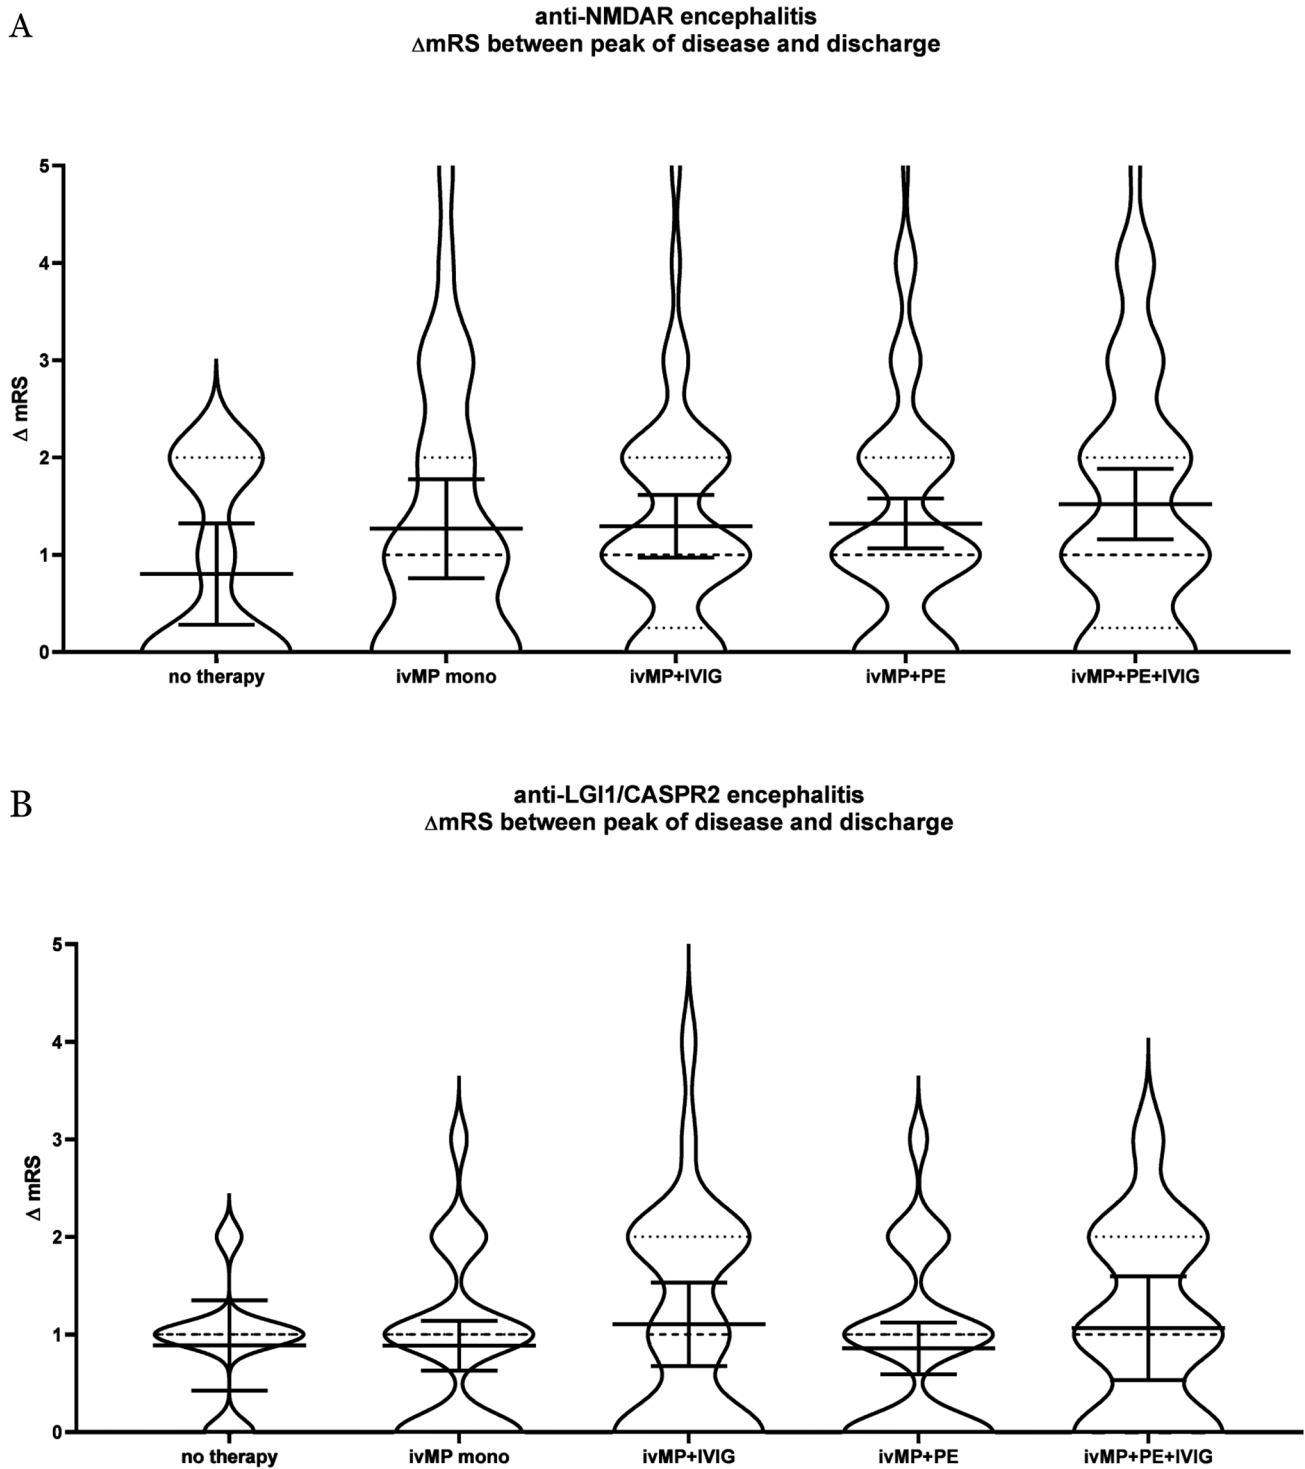 A
anti-NMDAR encephalitis
ΔmRS between peak of disease and discharge
5
4
3
2
1
0
Δ mRS
no therapy ivMP mono ivMP+IVIG ivMP+PE ivMP+PE+IVIG
B
anti-LGI1/CASPR2 encephalitis
ΔmRS between peak of disease and discharge
5
4
3
2
1
0
Δ mRS
no therapy ivMP mono ivMP+IVIG ivMP+PE ivMP+PE+IVIG